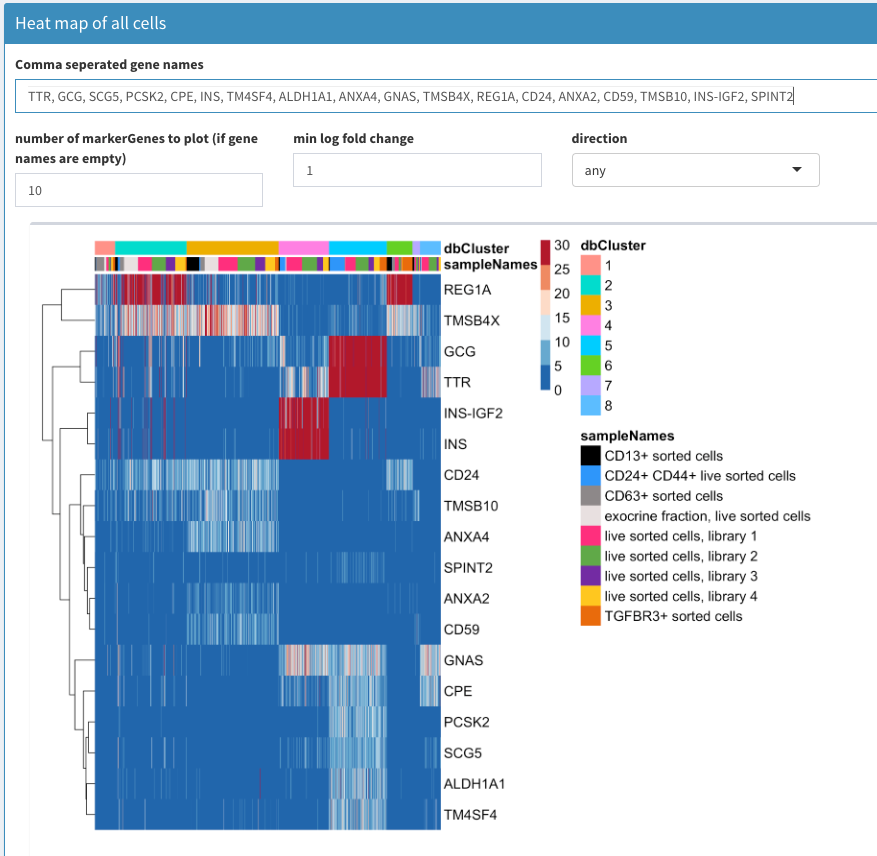 Heat map of all cells
Comma seperated gene names
TTR, GCG, SCG5, PCSK2, CPE, INS, TM4SF4, ALDH1A1, ANXA4, GNAS, TMSB4X, REG1A, CD24, ANXA2, CD59, TMSB10, INS-IGF2, SPINT2
number of markerGenes to plot (if gene
names are empty)
10
min log fold change
1
direction
any
dbCluster
sampleNames
REG1A
TMSB4X
GCG
TTR
INS-IGF2
INS
CD24
TMSB10
ANXA4
SPINT2
ANXA2
CD59
GNAS
CPE
PCSK2
SCG5
ALDH1A1
TM4SF4
30
25
20
15
10
5
0
dbCluster
1
2
3
4
5
6
7
8
sampleNames
CD13+ sorted cells
CD24+ CD44+ live sorted cells
CD63+ sorted cells
exocrine fraction, live sorted cells
live sorted cells, library 1
live sorted cells, library 2
live sorted cells, library 3
live sorted cells, library 4
TGFBR3+ sorted cells